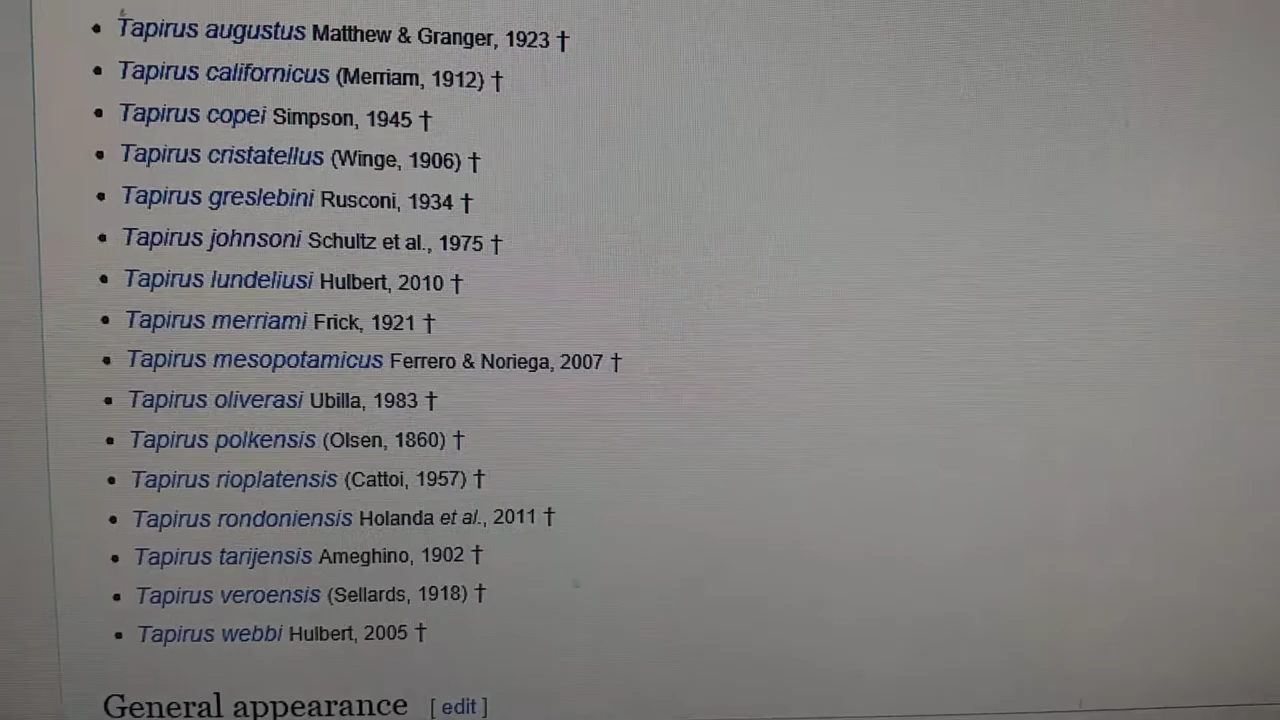 • Tapirus augustus Matthew & Granger, 1923 †
• Tapirus californicus (Merriam, 1912) †
• Tapirus copei Simpson, 1945 †
• Tapirus cristatellus (Winge, 1906) †
• Tapirus greslebini Rusconi, 1934 †
• Tapirus johnsoni Schultz et al., 1975 †
• Tapirus lundeliusi Hulbert, 2010 †
• Tapirus merriami Frick, 1921 †
• Tapirus mesopotamicus Ferrero & Noriega, 2007 †
• Tapirus oliverasi Ubilla, 1983 †
• Tapirus polkensis (Olsen, 1860) †
• Tapirus rioplatensis (Cattoi, 1957) †
• Tapirus rondoniensis Holanda et al., 2011 †
• Tapirus tarijensis Ameghino, 1902 †
• Tapirus veroensis (Sellards, 1918) †
• Tapirus webbi Hulbert, 2005 †
General appearance [ edit ]